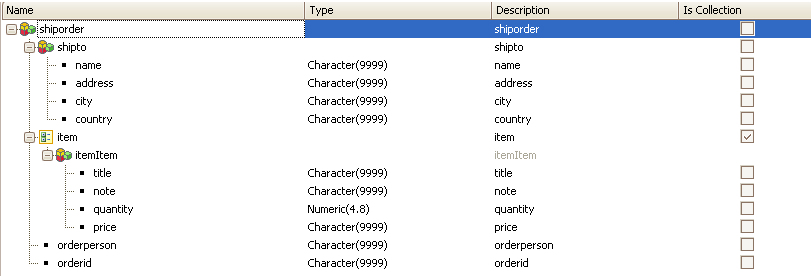 Name Type Description Is Collection
shiporder shiporder
shipto shipto
name Character(9999) name
address Character(9999) address
city Character(9999) city
country Character(9999) country
item item
itemItem itemItem
title Character(9999) title
note Character(9999) note
quantity Numeric(4.8) quantity
price Character(9999) price
orderperson Character(9999) orderperson
orderid Character(9999) orderid